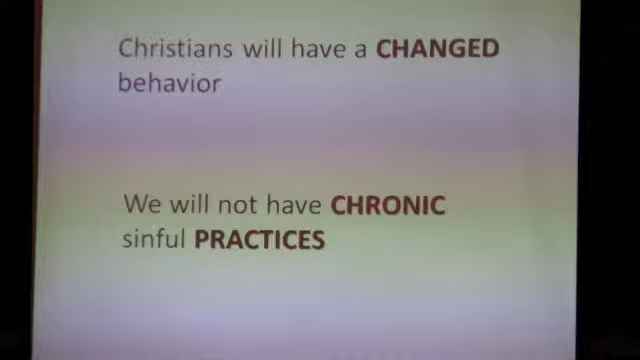 Christians will have a CHANGED
behavior
We will not have CHRONIC
sinful PRACTICES